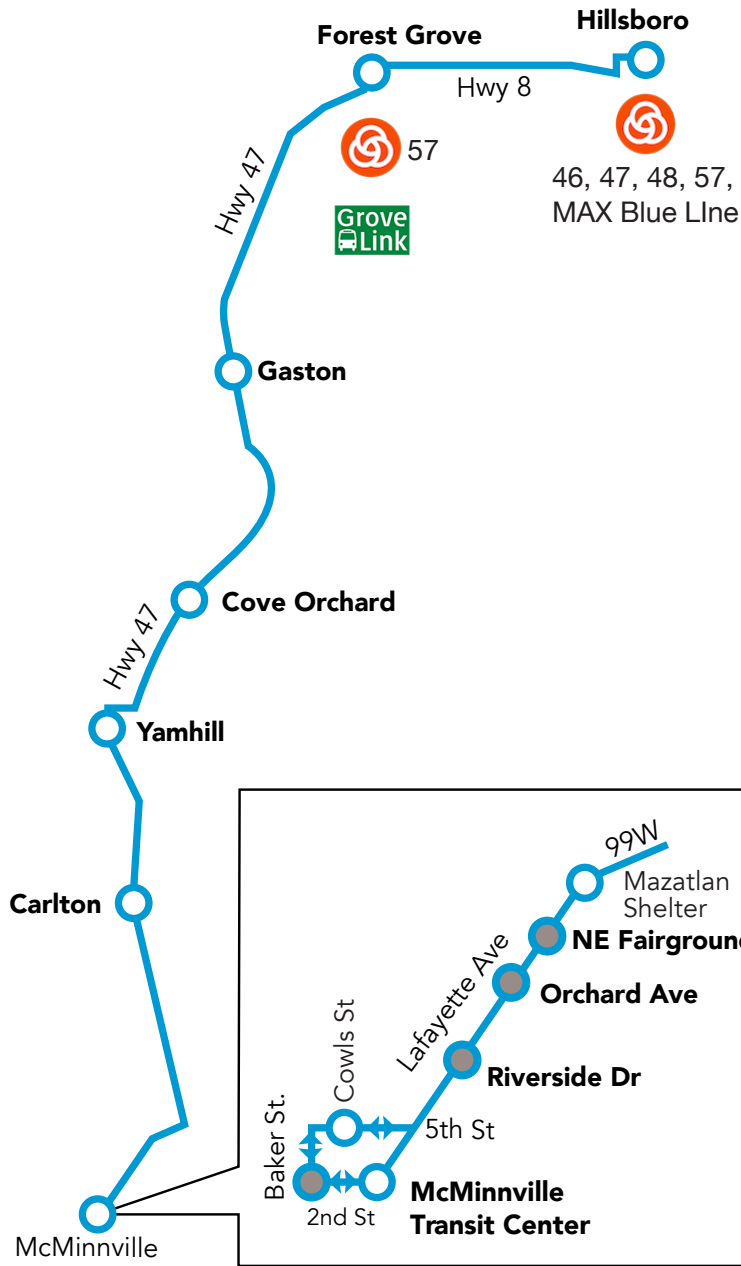 Hillsboro
Forest Grove
Hwy 8
57
46, 47, 48, 57,
MAX Blue LIne
Hwy 47
Grove
Link
Gaston
Cove Orchard
Hwy 47
Yamhill
Carlton
99W
Mazatlan
Shelter
NE Fairground
Lafayette Ave
Orchard Ave
Cowls St
Riverside Dr
5th St
Baker St.
McMinnville
Transit Center
2nd St
McMinnville